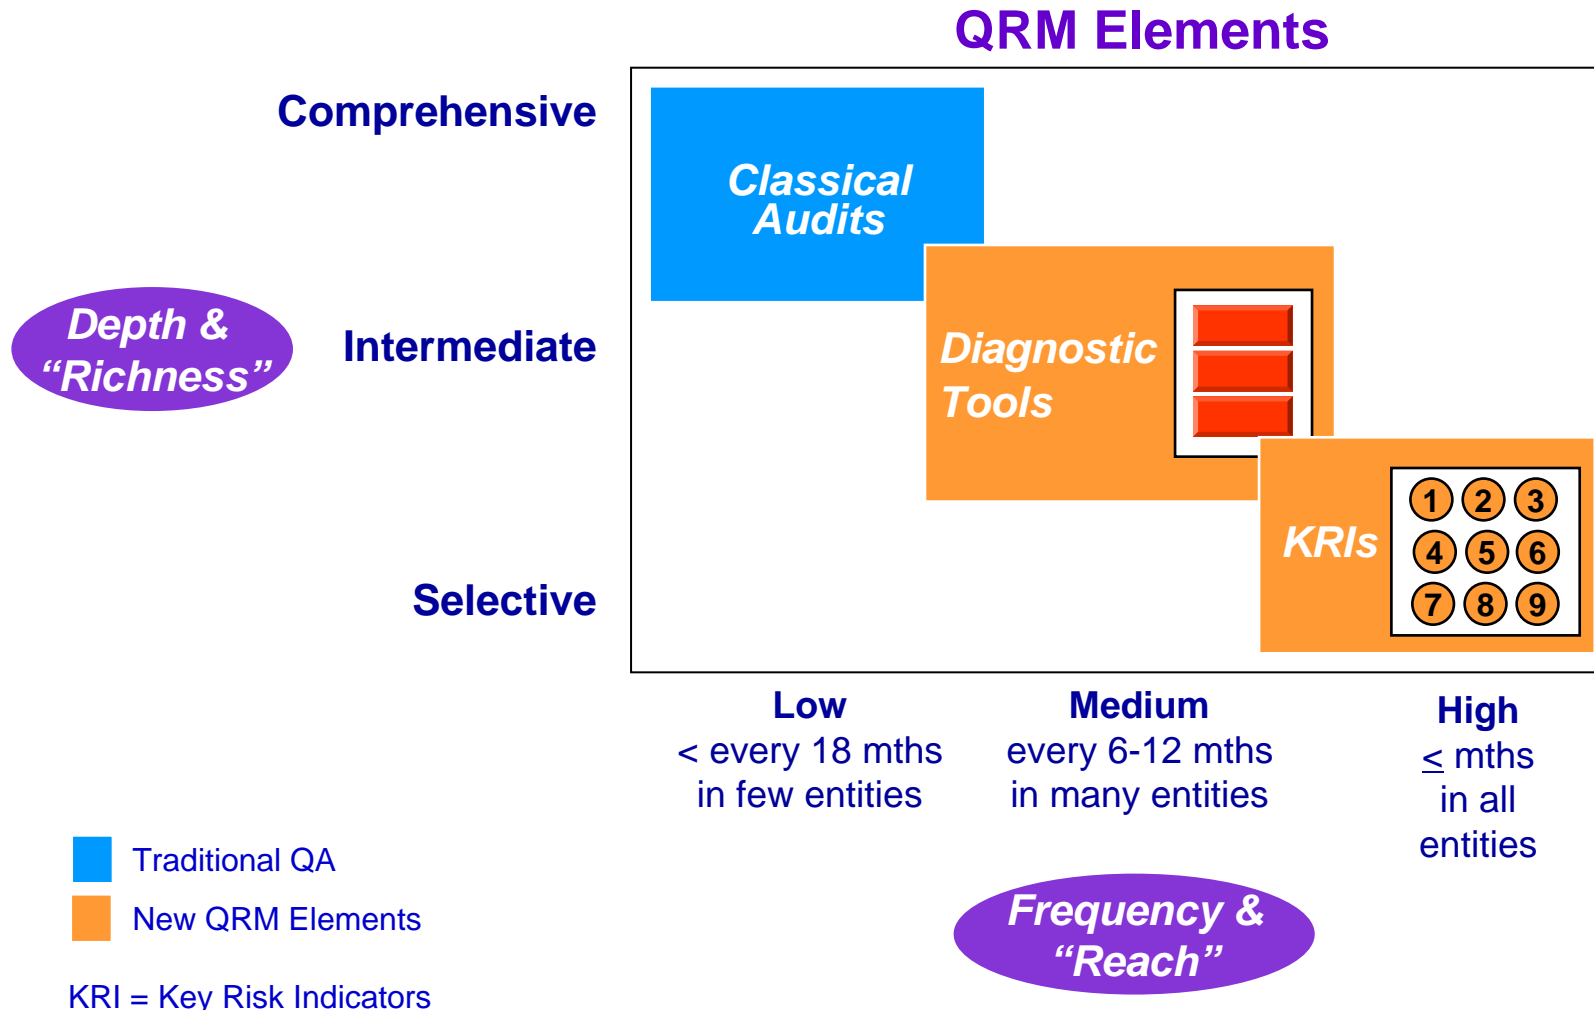 QRM Elements
Comprehensive
Classical
Audits
Depth &
“Richness”
Intermediate
Diagnostic
Tools
KRIs
1 2 3
4 5 6
7 8 9
Selective
Low
< every 18 mths
in few entities
Medium
every 6-12 mths
in many entities
High
< mths
in all
entities
Traditional QA
New QRM Elements
Frequency &
“Reach”
KRI = Key Risk Indicators